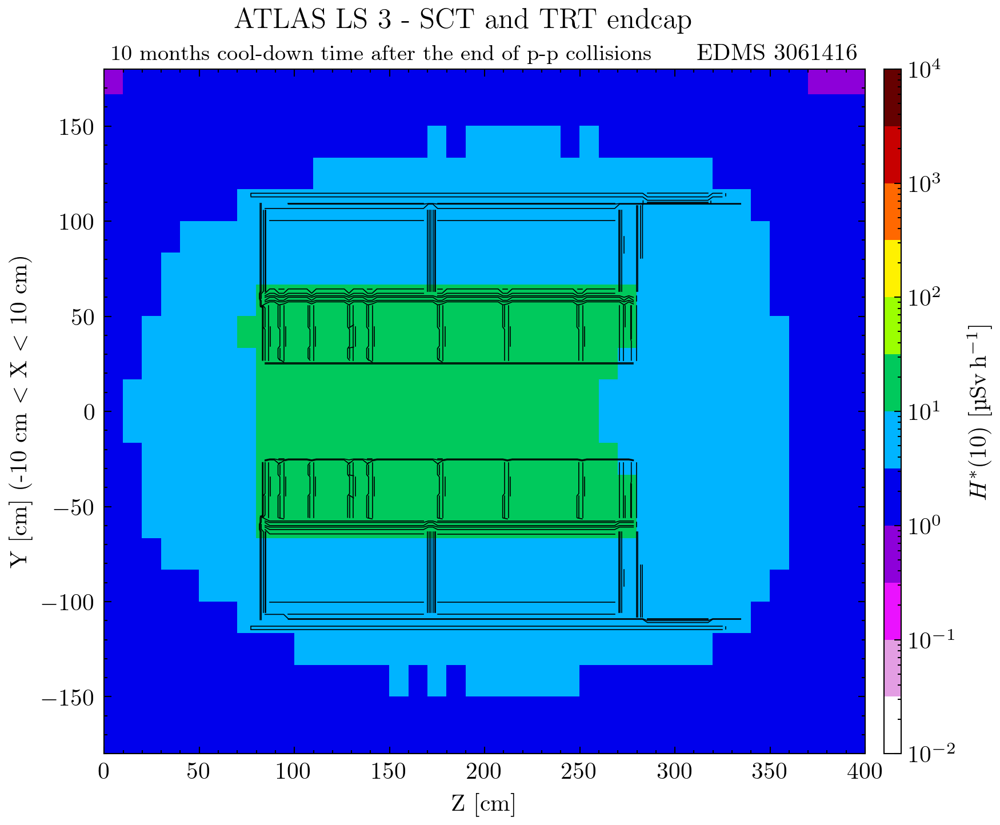 ATLAS LS 3 - SCT and TRT endcap
10 months cool-down time after the end of p-p collisions EDMS 3061416
Y [cm] (-10 cm < X < 10 cm)
150
100
50
0
−50
−100
−150
0 50 100 150 200 250 300 350 400
Z [cm]
10⁴
10³
10²
10¹
10⁰
10⁻¹
10⁻²
H*(10) [µSv h⁻¹]